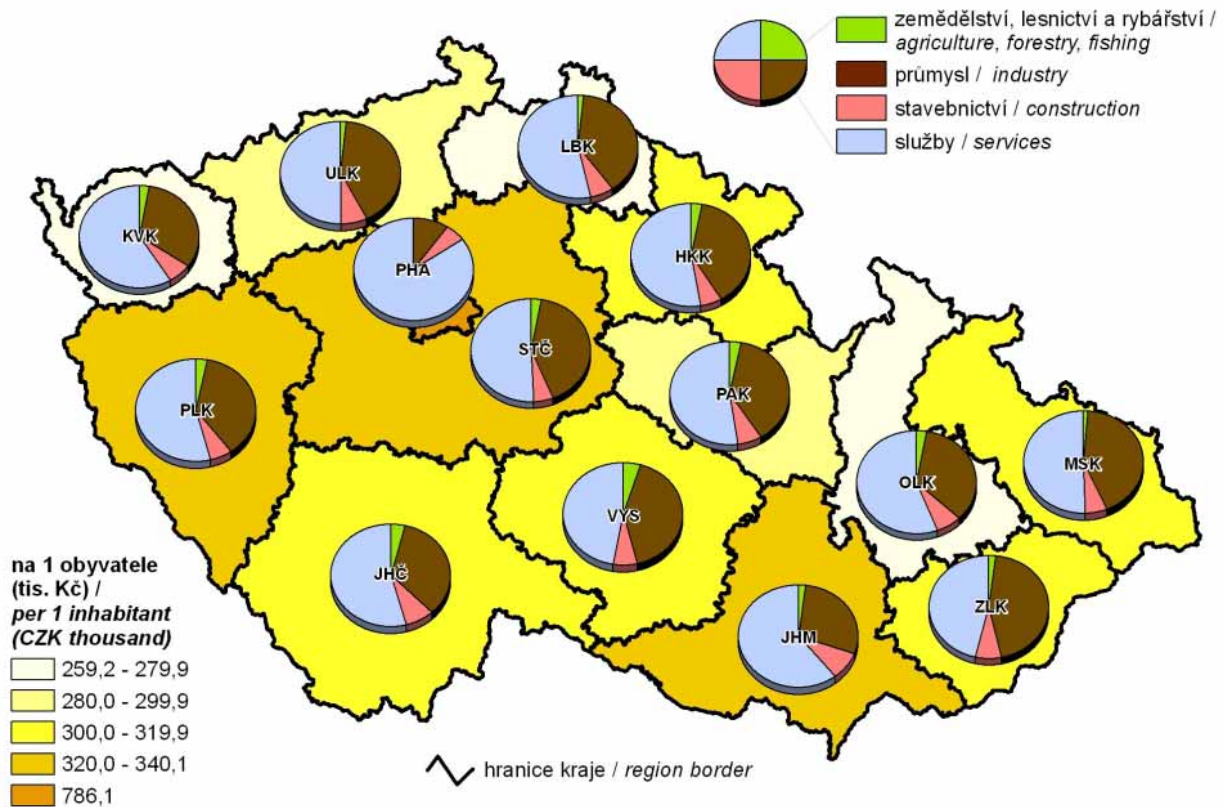 zemědělství, lesnictví a rybářství /
agriculture, forestry, fishing
průmysl / industry
stavebnictví / construction
služby / services
LBK
ULK
KVK
PHA
HKK
STČ
PLK
PAK
MSK
OLK
VYS
JHČ
ZLK
JHM
na 1 obyvatele
(tis. Kč) /
per 1 inhabitant
(CZK thousand)
259,2 - 279,9
280,0 - 299,9
300,0 - 319,9
320,0 - 340,1
786,1
hranice kraje / region border